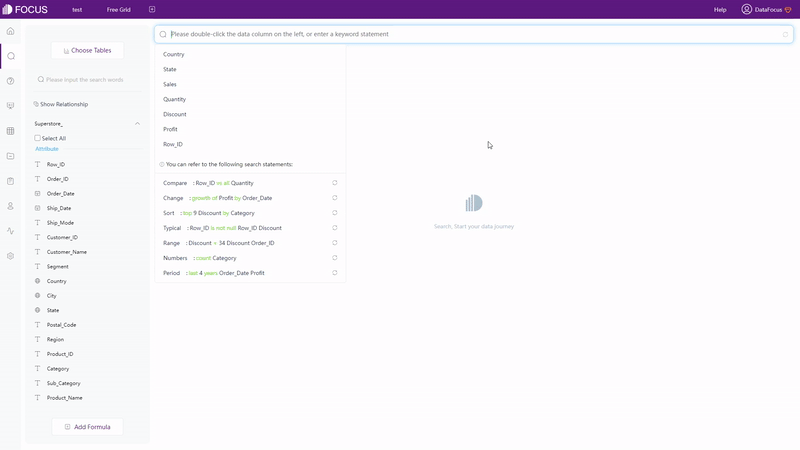 FOCUS
test
Free Grid
Help
DataFocus
Choose Tables
Please input the search words
Show Relationship
Superstore_
Select All
Attribute
Row_ID
Order_ID
Order_Date
Ship_Date
Ship_Mode
Customer_ID
Customer_Name
Segment
Country
City
State
Postal_Code
Region
Product_ID
Category
Sub_Category
Product_Name
Add Formula
Please double-click the data column on the left, or enter a keyword statement
Country
State
Sales
Quantity
Discount
Profit
Row_ID
You can refer to the following search statements:
Compare : Row_ID vs all Quantity
Change : growth of Profit by Order_Date
Sort : top 9 Discount by Category
Typical : Row_ID is not null Row_ID Discount
Range : Discount < 34 Discount Order_ID
Numbers : count Category
Period : last 4 years Order_Date Profit
Search, Start your data journey